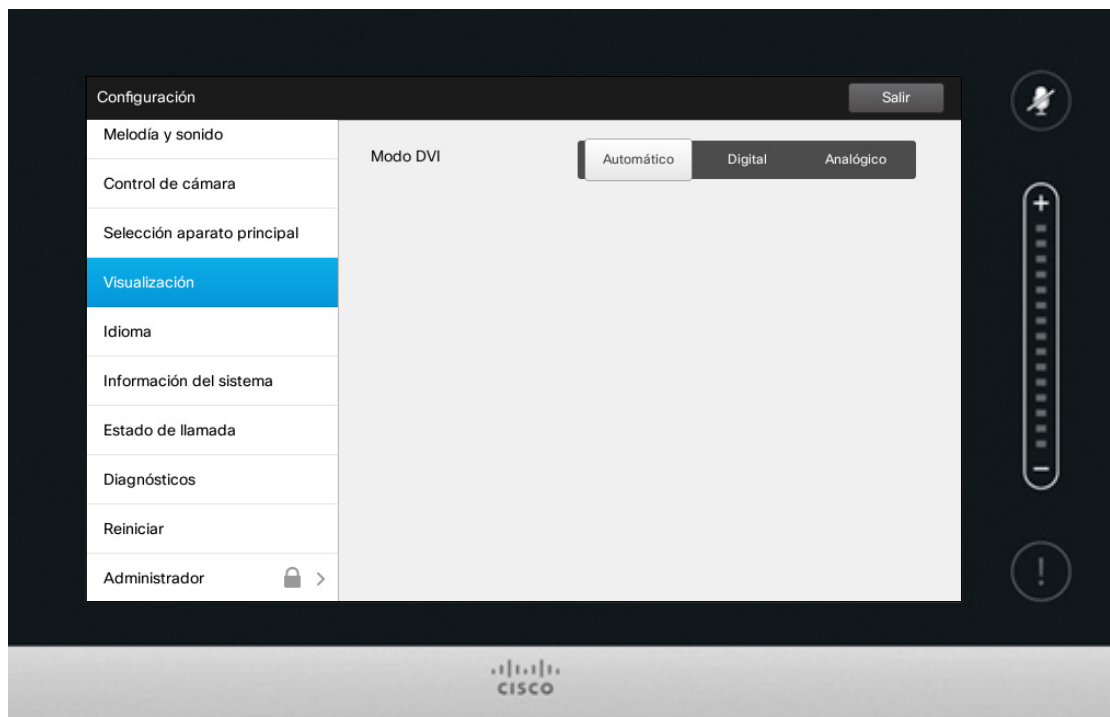 Configuración
Salir
Melodía y sonido
Control de cámara
Selección aparato principal
Visualización
Idioma
Información del sistema
Estado de llamada
Diagnósticos
Reiniciar
Administrador
Modo DVI
Automático Digital Analógico
+
−
!
CISCO